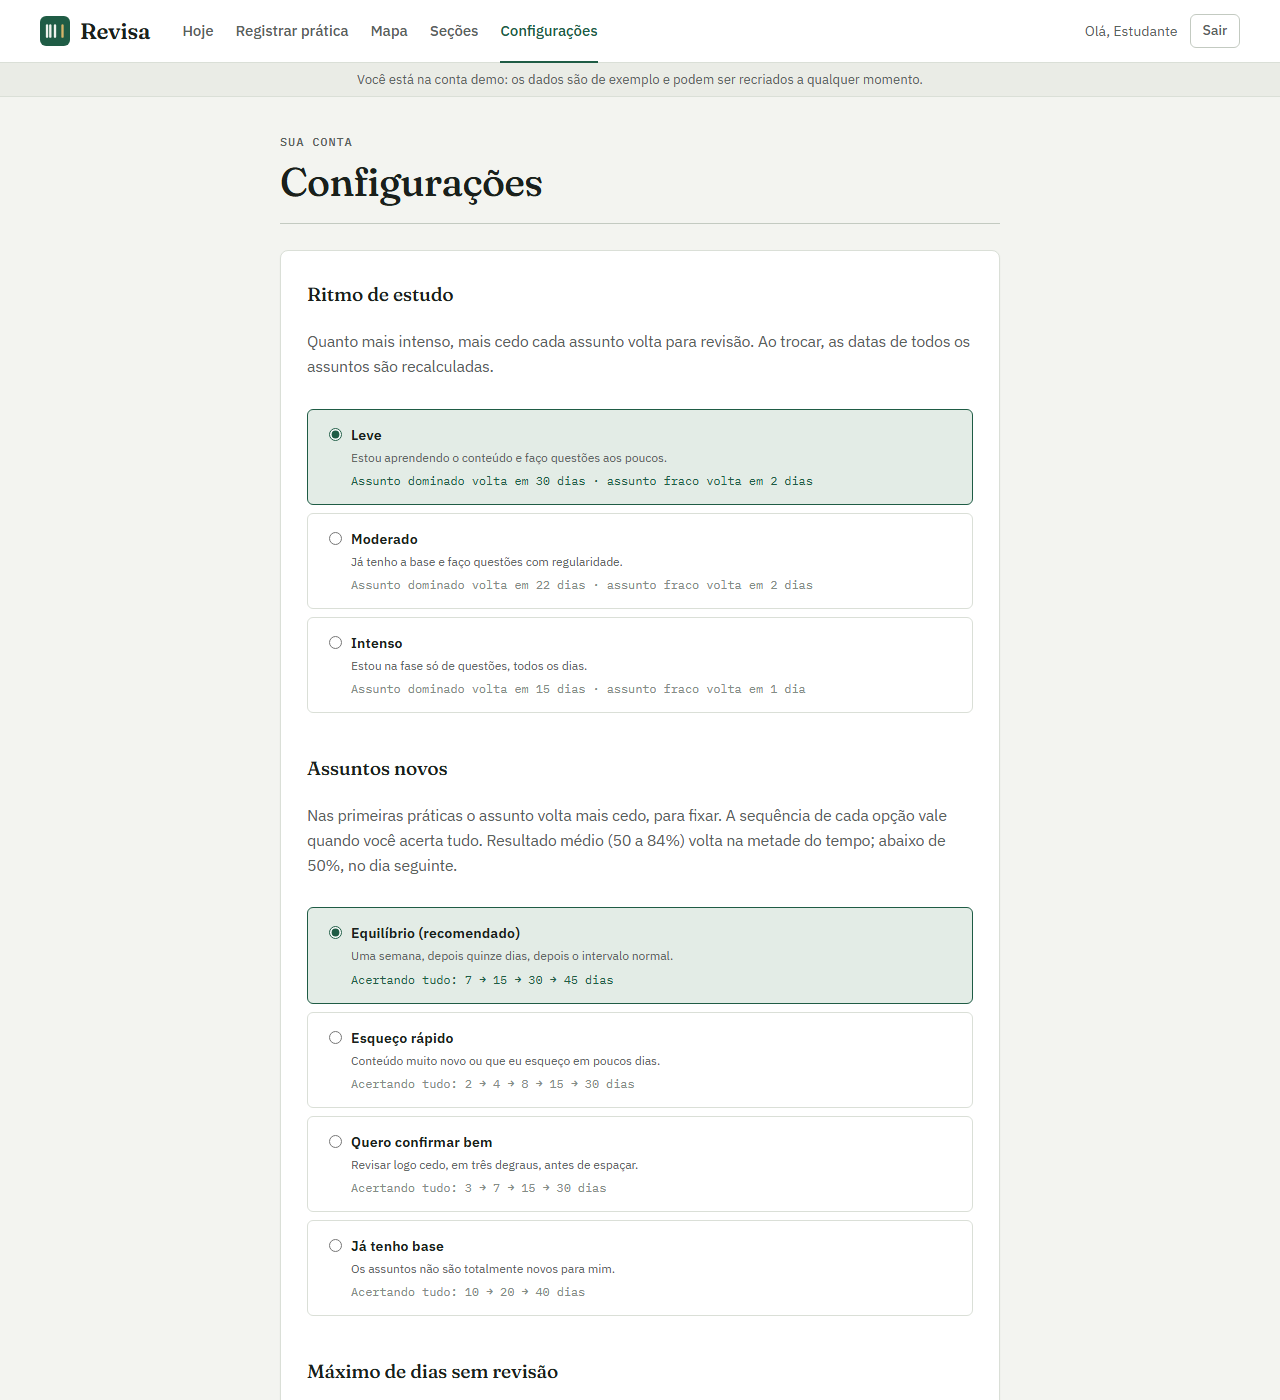 Revisa
Hoje
Registrar prática
Mapa
Seções
Configurações
Olá, Estudante
Sair
Você está na conta demo: os dados são de exemplo e podem ser recriados a qualquer momento.
SUA CONTA
Configurações
Ritmo de estudo
Quanto mais intenso, mais cedo cada assunto volta para revisão. Ao trocar, as datas de todos os
assuntos são recalculadas.
Leve
Estou aprendendo o conteúdo e faço questões aos poucos.
Assunto dominado volta em 30 dias · assunto fraco volta em 2 dias
Moderado
Já tenho a base e faço questões com regularidade.
Assunto dominado volta em 22 dias · assunto fraco volta em 2 dias
Intenso
Estou na fase só de questões, todos os dias.
Assunto dominado volta em 15 dias · assunto fraco volta em 1 dia
Assuntos novos
Nas primeiras práticas o assunto volta mais cedo, para fixar. A sequência de cada opção vale
quando você acerta tudo. Resultado médio (50 a 84%) volta na metade do tempo; abaixo de
50%, no dia seguinte.
Equilíbrio (recomendado)
Uma semana, depois quinze dias, depois o intervalo normal.
Acertando tudo: 7 → 15 → 30 → 45 dias
Esqueço rápido
Conteúdo muito novo ou que eu esqueço em poucos dias.
Acertando tudo: 2 → 4 → 8 → 15 → 30 dias
Quero confirmar bem
Revisar logo cedo, em três degraus, antes de espaçar.
Acertando tudo: 3 → 7 → 15 → 30 dias
Já tenho base
Os assuntos não são totalmente novos para mim.
Acertando tudo: 10 → 20 → 40 dias
Máximo de dias sem revisão